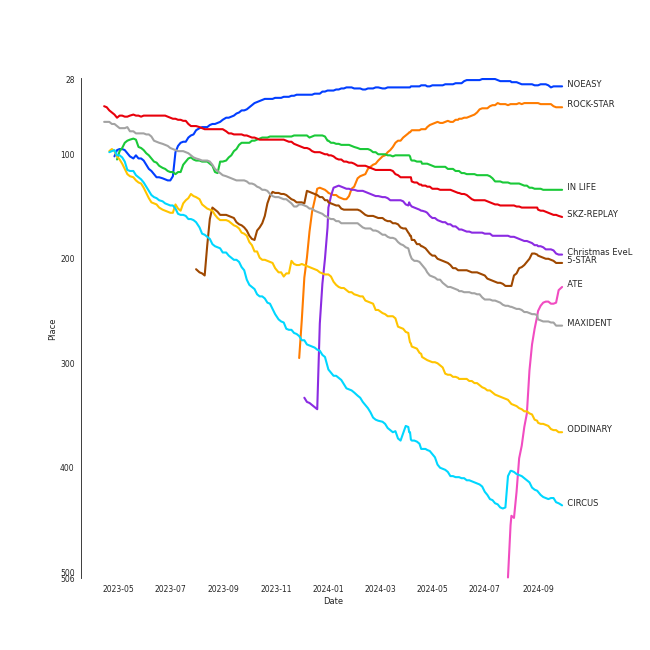 28
NOEASY
ROCK-STAR
100
IN LIFE
SKZ-REPLAY
Christmas EveL
200
5-STAR
ATE
Place
MAXIDENT
300
ODDINARY
400
CIRCUS
500
506
2023-05 2023-07 2023-09 2023-11 2024-01 2024-03 2024-05 2024-07 2024-09
Date